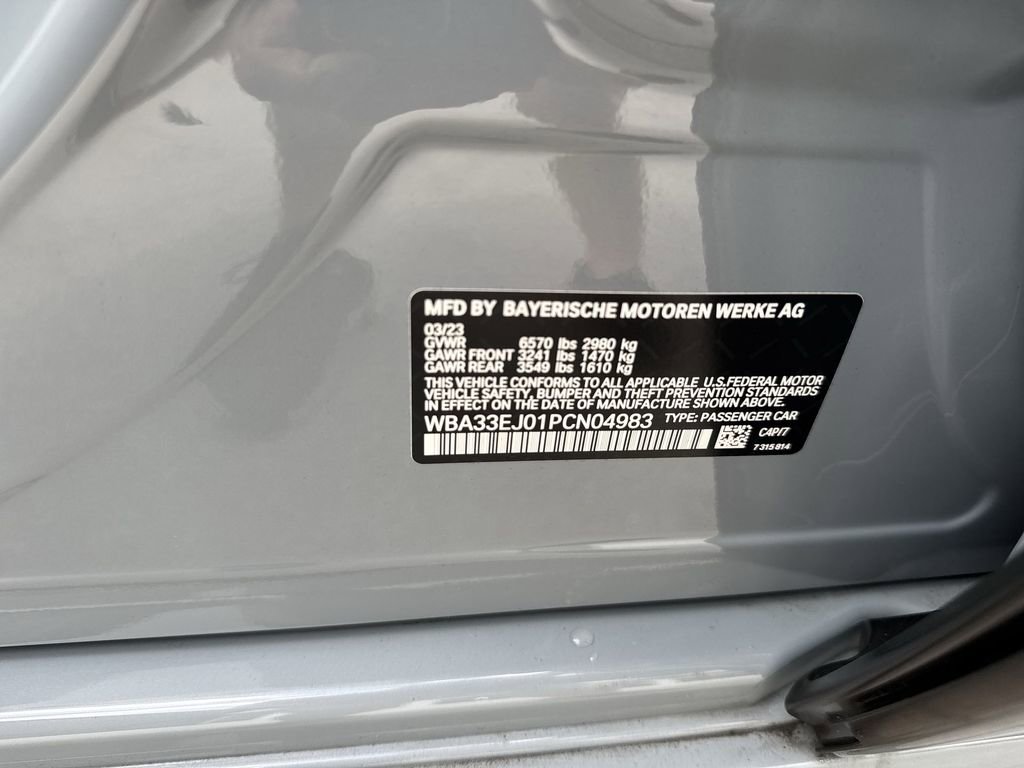 MFD BY BAYERISCHE MOTOREN WERKE AG
03/23
GVWR 6570 lbs 2980 kg
GAWR FRONT 3241 lbs 1470 kg
GAWR REAR 3549 lbs 1610 kg
THIS VEHICLE CONFORMS TO ALL APPLICABLE U.S.FEDERAL MOTOR
VEHICLE SAFETY, BUMPER AND THEFT PREVENTION STANDARDS
IN EFFECT ON THE DATE OF MANUFACTURE SHOWN ABOVE.
WBA33EJ01PCN04983 TYPE: PASSENGER CAR
C4P/7
7 315 814